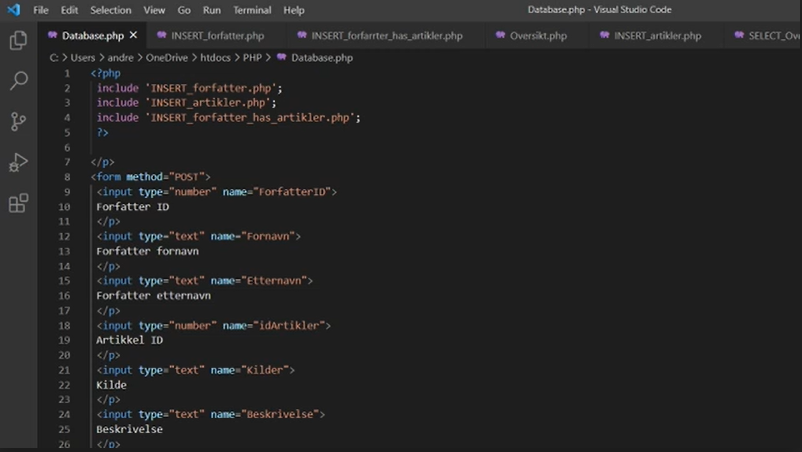 File Edit Selection View Go Run Terminal Help Database.php - Visual Studio Code
Database.php INSERT_forfatter.php INSERT_forfarrter_has_artikler.php Oversikt.php INSERT_artikler.php SELECT_Ove
C: > Users > andre > OneDrive > htdocs > PHP > Database.php
1 <?php
2 include 'INSERT_forfatter.php';
3 include 'INSERT_artikler.php';
4 include 'INSERT_forfatter_has_artikler.php';
5 ?>
6
7 </p>
8 <form method="POST">
9 <input type="number" name="ForfatterID">
10 Forfatter ID
11 </p>
12 <input type="text" name="Fornavn">
13 Forfatter fornavn
14 </p>
15 <input type="text" name="Etternavn">
16 Forfatter etternavn
17 </p>
18 <input type="number" name="idArtikler">
19 Artikkel ID
20 </p>
21 <input type="text" name="Kilder">
22 Kilde
23 </p>
24 <input type="text" name="Beskrivelse">
25 Beskrivelse
26 </p>